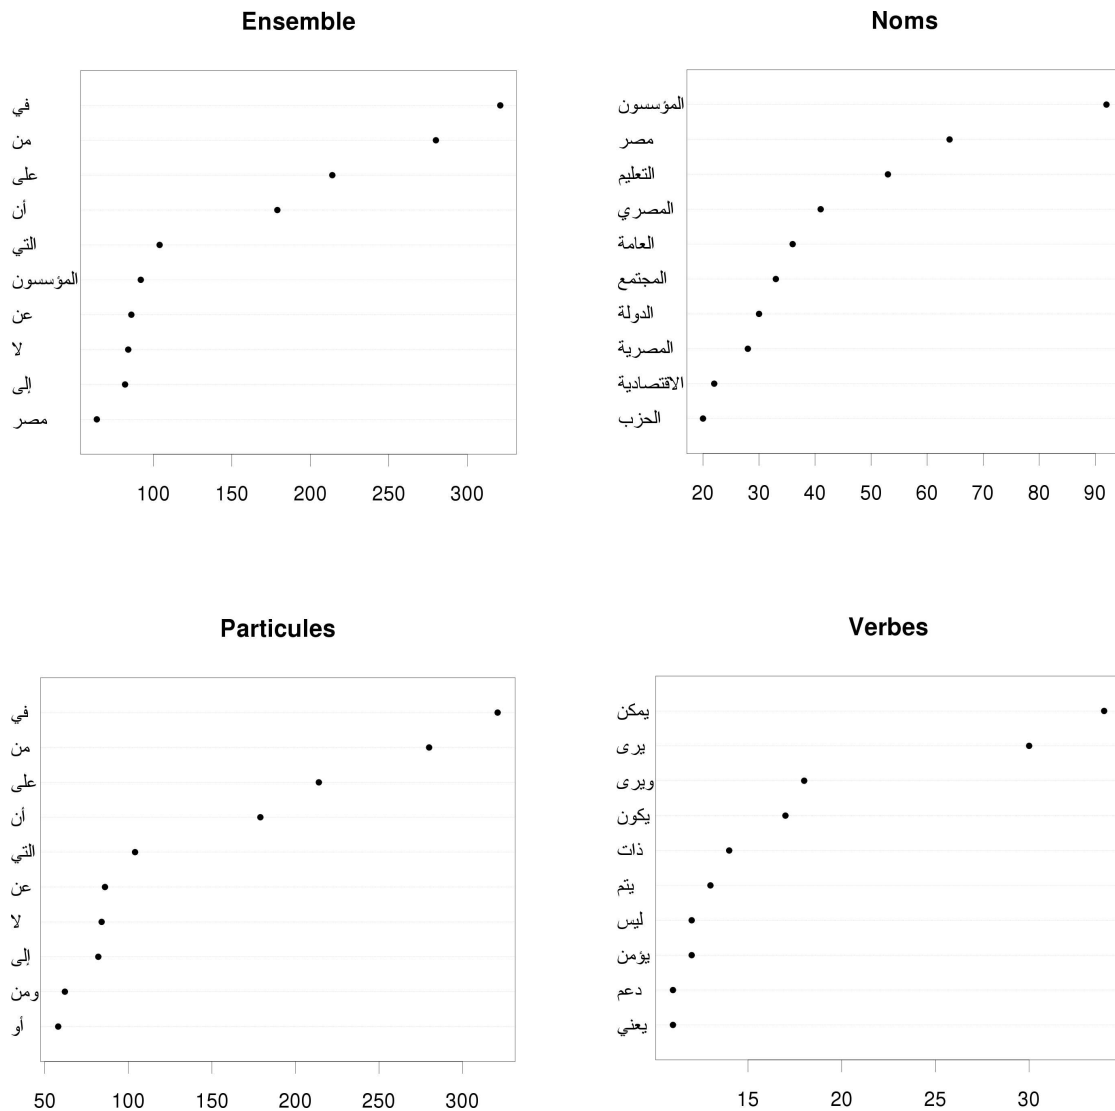 Ensemble
في
من
على
أن
التي
المؤسسون
عن
لا
إلى
مصر
100 150 200 250 300
Noms
المؤسسون
مصر
التعليم
المصري
العامة
المجتمع
الدولة
المصرية
الاقتصادية
الحزب
20 30 40 50 60 70 80 90
Particules
في
من
على
أن
التي
عن
لا
إلى
ومن
أو
50 100 150 200 250 300
Verbes
يمكن
يرى
ويرى
يكون
ذات
يتم
ليس
يؤمن
دعم
يعني
15 20 25 30